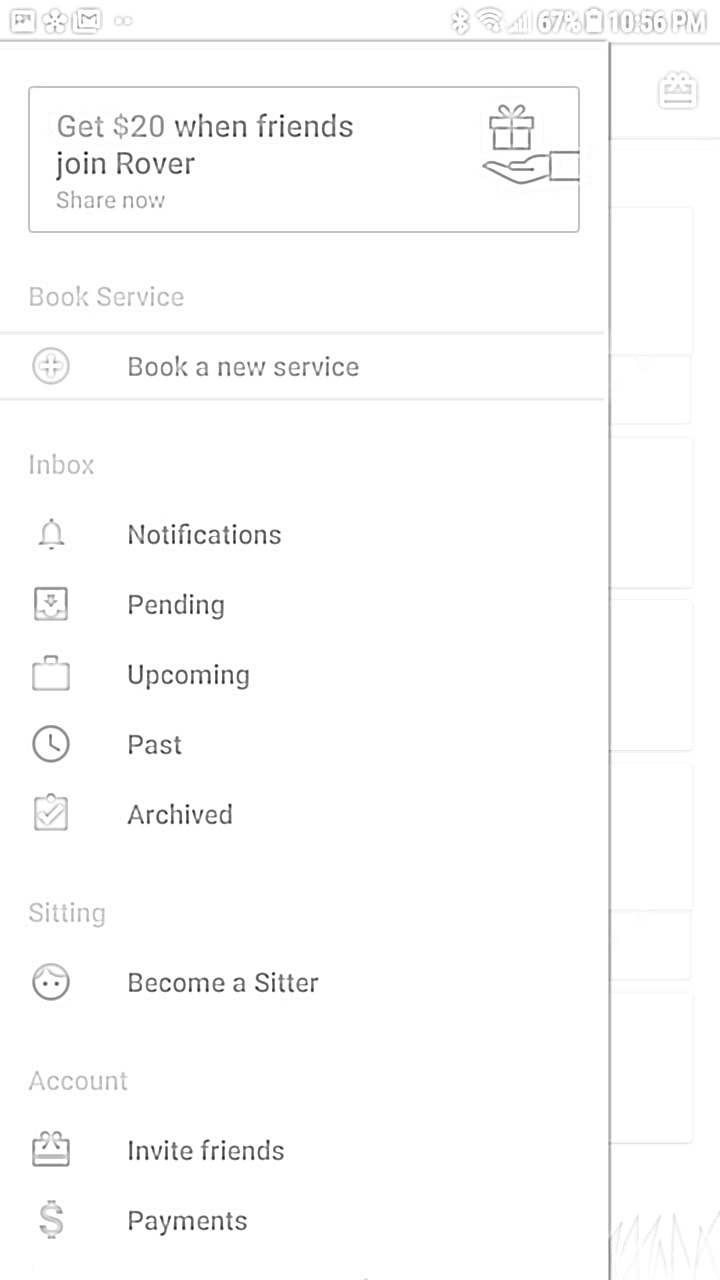 67% 10:56 PM
Get $20 when friends
join Rover
Share now
Book Service
Book a new service
Inbox
Notifications
Pending
Upcoming
Past
Archived
Sitting
Become a Sitter
Account
Invite friends
$ Payments